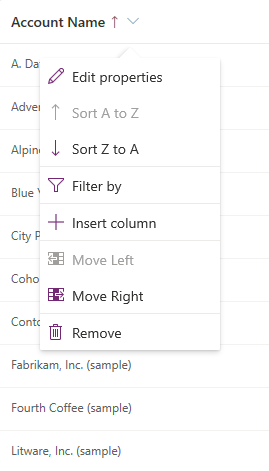 Account Name
A. Da
Edit properties
Adver
Sort A to Z
Alpin
Sort Z to A
Blue
Filter by
City P
Insert column
Coho
Move Left
Conto
Move Right
Remove
Fabrikam, Inc. (sample)
Fourth Coffee (sample)
Litware, Inc. (sample)